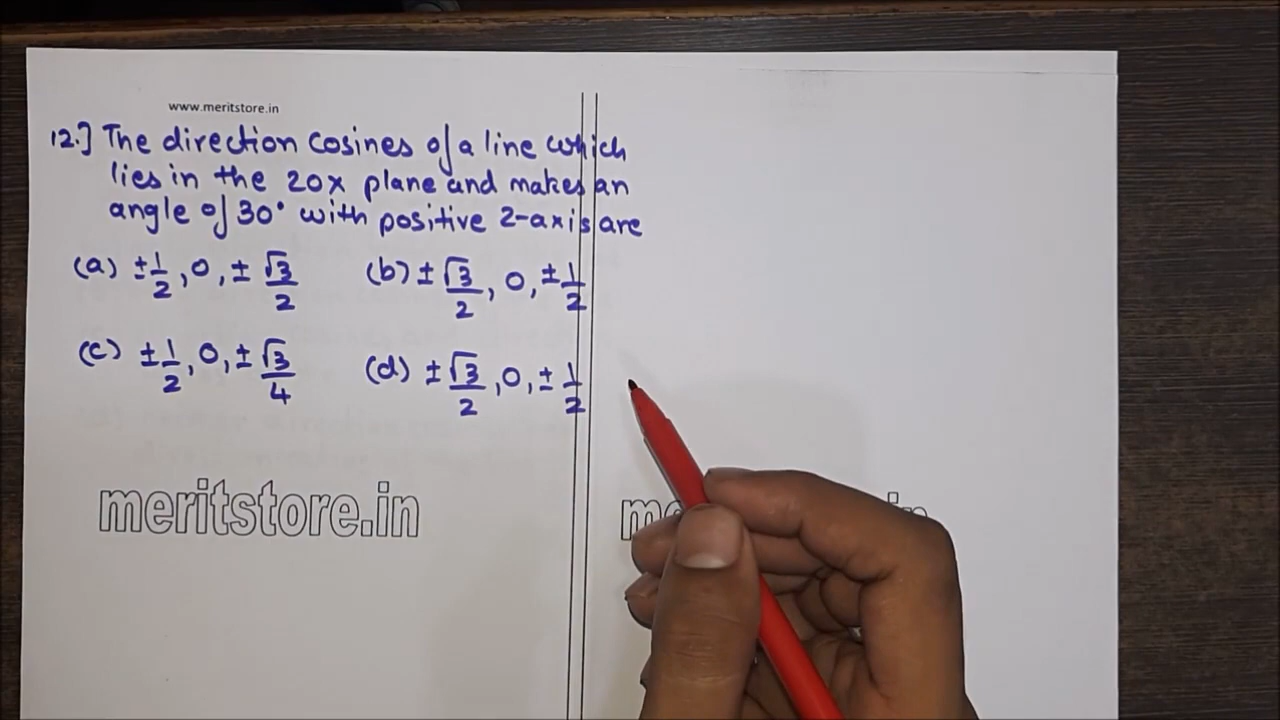 www.meritstore.in
12.] The direction cosines of a line which
lies in the ZOX plane and makes an
angle of 30° with positive Z-axis are
(a) ±1/2, 0, ±√3/2 (b) ±√3/2, 0, ±1/2
(c) ±1/2, 0, ±√3/4 (d) ±√3/2, 0, ±1/2
meritstore.in